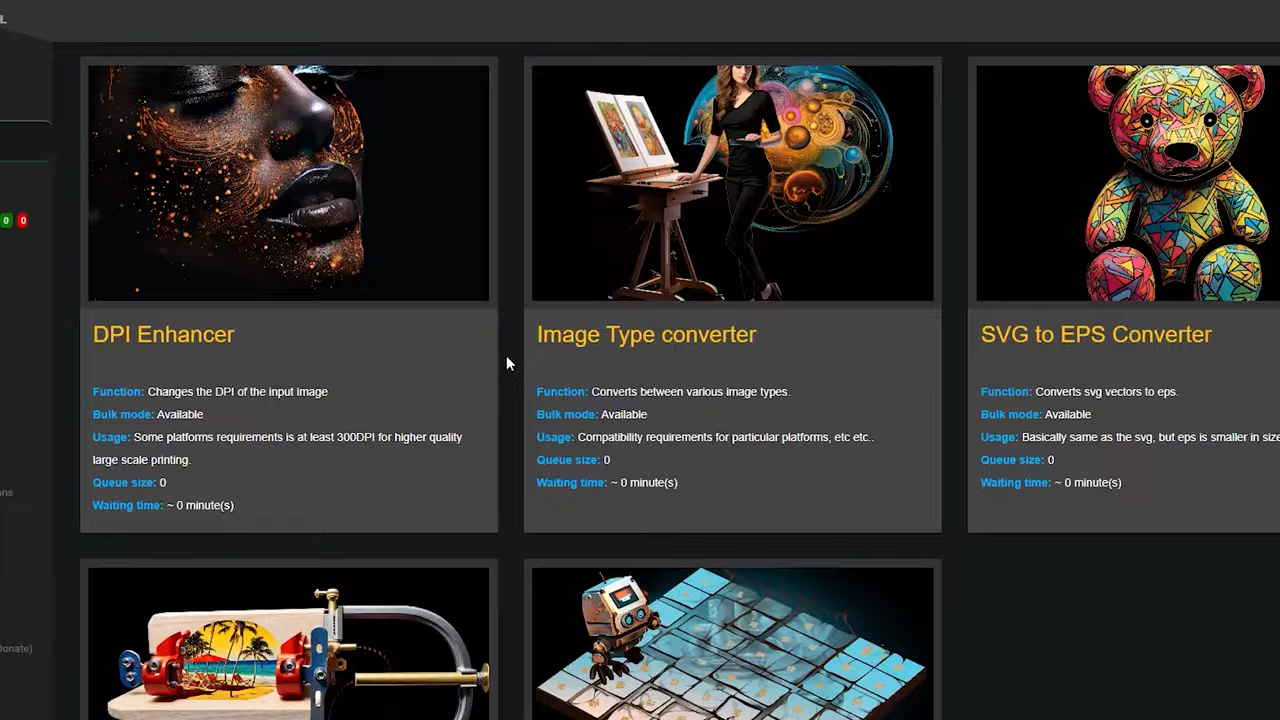 L
0 0
DPI Enhancer
Function: Changes the DPI of the input image
Bulk mode: Available
Usage: Some platforms requirements is at least 300DPI for higher quality
large scale printing.
Queue size: 0
Waiting time: ~ 0 minute(s)
Image Type converter
Function: Converts between various image types.
Bulk mode: Available
Usage: Compatibility requirements for particular platforms, etc etc..
Queue size: 0
Waiting time: ~ 0 minute(s)
SVG to EPS Converter
Function: Converts svg vectors to eps.
Bulk mode: Available
Usage: Basically same as the svg, but eps is smaller in size
Queue size: 0
Waiting time: ~ 0 minute(s)
ons
Donate)